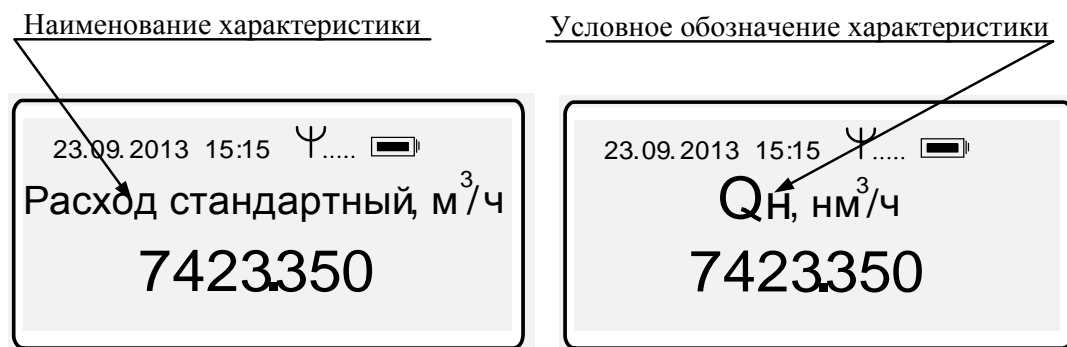 Наименование характеристики
Условное обозначение характеристики
23.09.2013 15:15 .....
Расход стандартный, м³/ч
7423.350
23.09.2013 15:15 .....
Qн, нм³/ч
7423.350